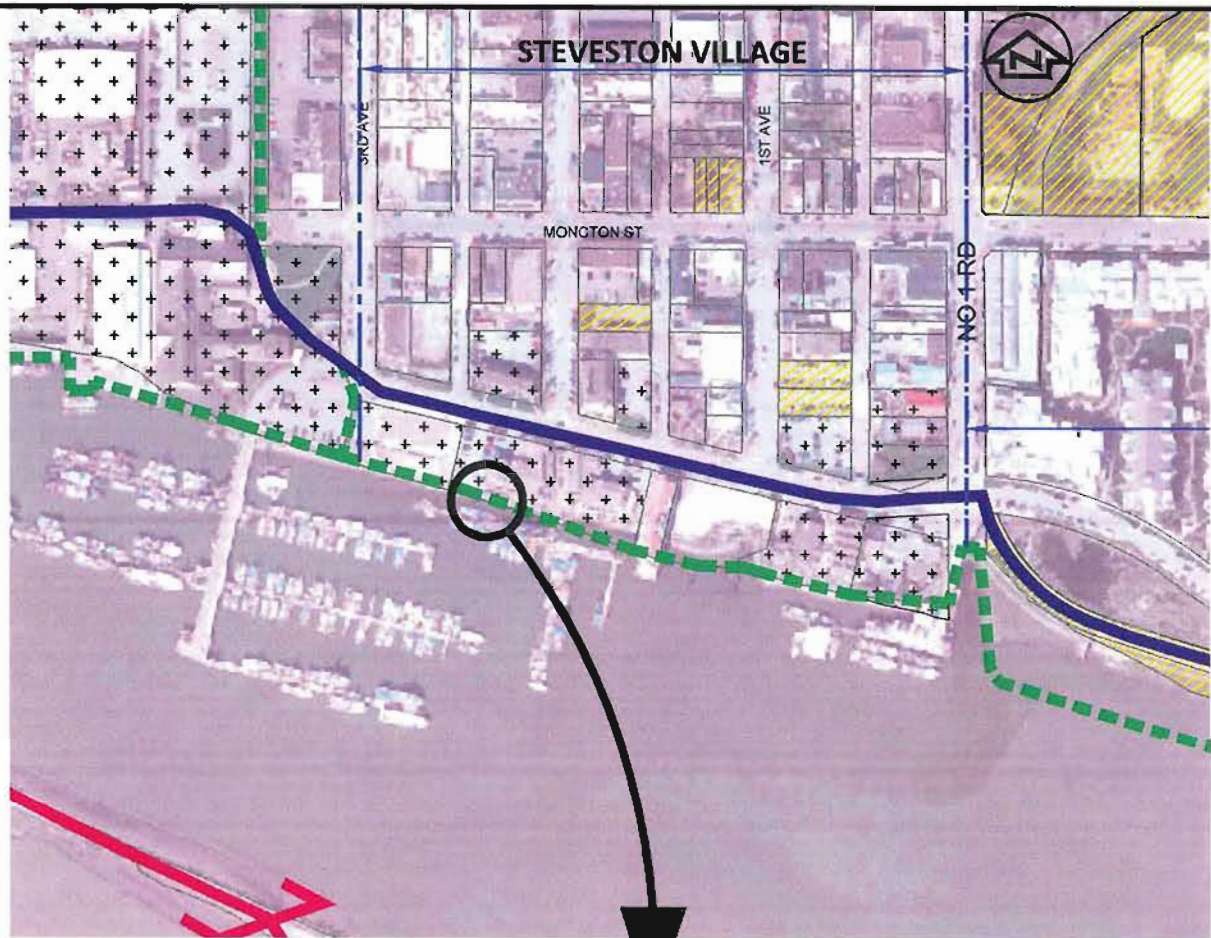 STEVESTON VILLAGE
N
3RD AVE
1ST AVE
MONCTON ST
NO 1 RD